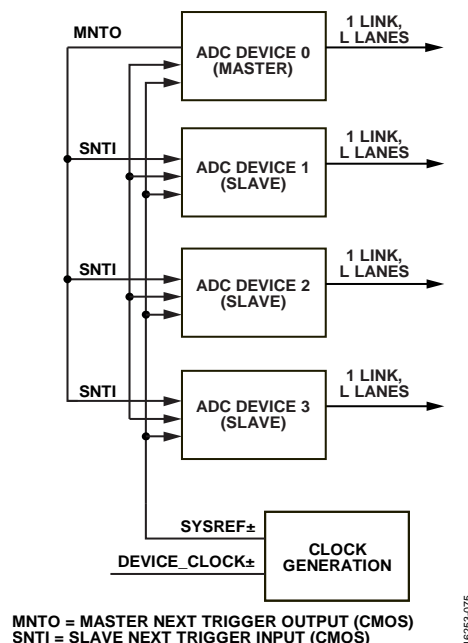 MNTO
ADC DEVICE 0
(MASTER)
1 LINK,
L LANES
SNTI
ADC DEVICE 1
(SLAVE)
1 LINK,
L LANES
SNTI
ADC DEVICE 2
(SLAVE)
1 LINK,
L LANES
SNTI
ADC DEVICE 3
(SLAVE)
1 LINK,
L LANES
SYSREF±
DEVICE_CLOCK±
CLOCK
GENERATION
MNTO = MASTER NEXT TRIGGER OUTPUT (CMOS)
SNTI = SLAVE NEXT TRIGGER INPUT (CMOS)